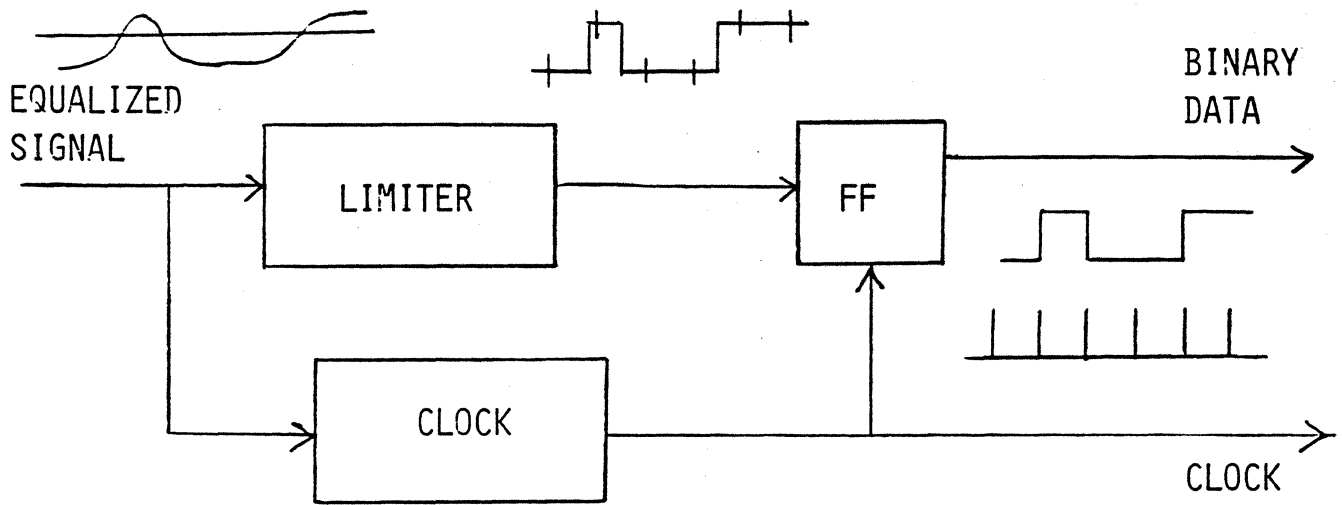 EQUALIZED
SIGNAL
LIMITER
FF
BINARY
DATA
CLOCK
CLOCK